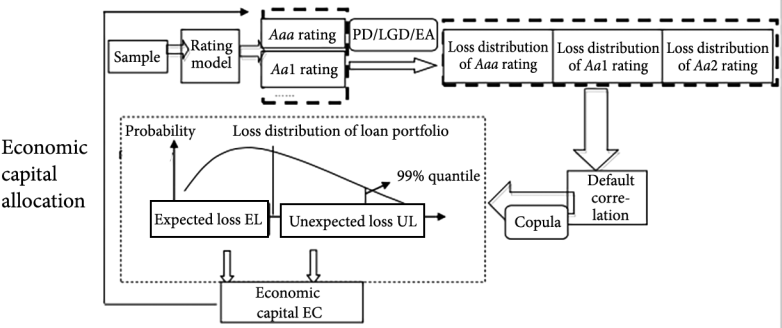 Sample
Rating
model
Aaa rating
Aa1 rating
......
PD/LGD/EA
Loss distribution
of Aaa rating
Loss distribution
of Aa1 rating
Loss distribution
of Aa2 rating
Economic
capital
allocation
Probability
Loss distribution of loan portfolio
99% quantile
Expected loss EL
Unexpected loss UL
Default
corre-
lation
Copula
Economic
capital EC